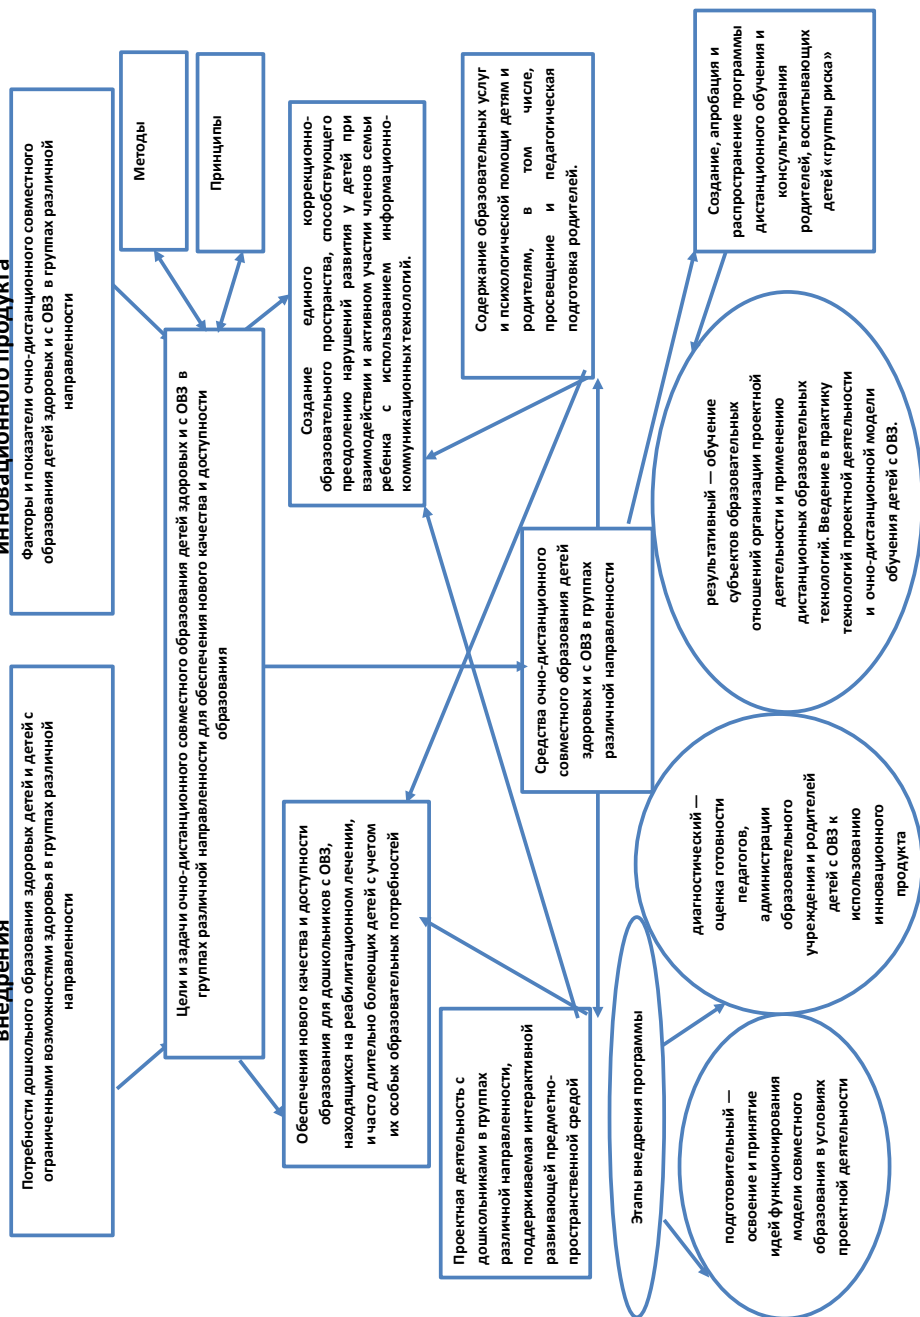 внедрения
инновационного продукта
Потребности дошкольного образования здоровых детей и детей с
ограниченными возможностями здоровья в группах различной
направленности
Факторы и показатели очно-дистанционного совместного
образования детей здоровых и с ОВЗ в группах различной
направленности
Методы
Принципы
Цели и задачи очно-дистанционного совместного образования детей здоровых и с ОВЗ в
группах различной направленности для обеспечения нового качества и доступности
образования
Обеспечения нового качества и доступности
образования для дошкольников с ОВЗ,
находящихся на реабилитационном лечении,
и часто длительно болеющих детей с учетом
их особых образовательных потребностей
Создание единого коррекционно-
образовательного пространства, способствующего
преодолению нарушений развития у детей при
взаимодействии и активном участии членов семьи
ребенка с использованием информационно-
коммуникационных технологий.
Проектная деятельность с
дошкольниками в группах
различной направленности,
поддерживаемая интерактивной
развивающей предметно-
пространственной средой
Средства очно-дистанционного
совместного образования детей
здоровых и с ОВЗ в группах
различной направленности
Содержание образовательных услуг
и психологической помощи детям и
родителям, в том числе,
просвещение и педагогическая
подготовка родителей.
Этапы внедрения программы
подготовительный —
освоение и принятие
идей функционирования
модели совместного
образования в условиях
проектной деятельности
диагностический —
оценка готовности
педагогов,
администрации
образовательного
учреждения и родителей
детей с ОВЗ к
использованию
инновационного
продукта
результативный — обучение
субъектов образовательных
отношений организации проектной
деятельности и применению
дистанционных образовательных
технологий. Введение в практику
технологий проектной деятельности
и очно-дистанционной модели
обучения детей с ОВЗ.
Создание, апробация и
распространение программы
дистанционного обучения и
консультирования
родителей, воспитывающих
детей «группы риска»